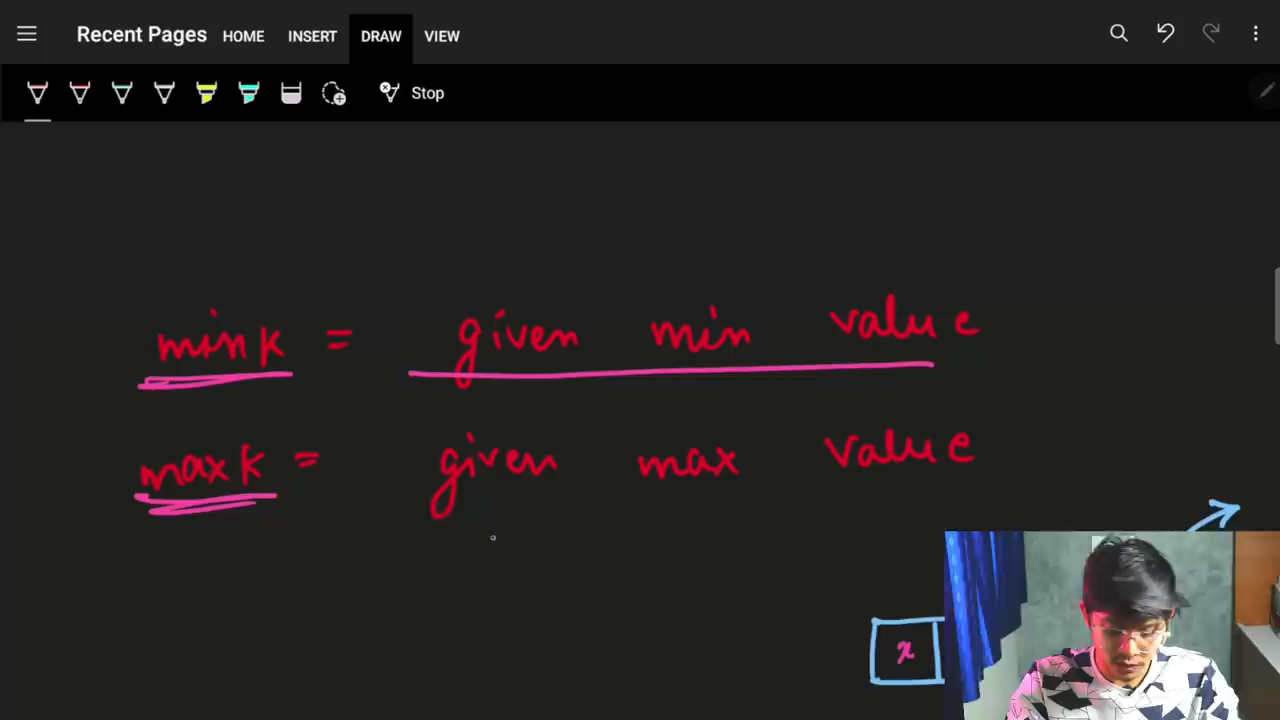 Recent Pages HOME INSERT DRAW VIEW
Stop
mink = given min value
maxk = given max value
x